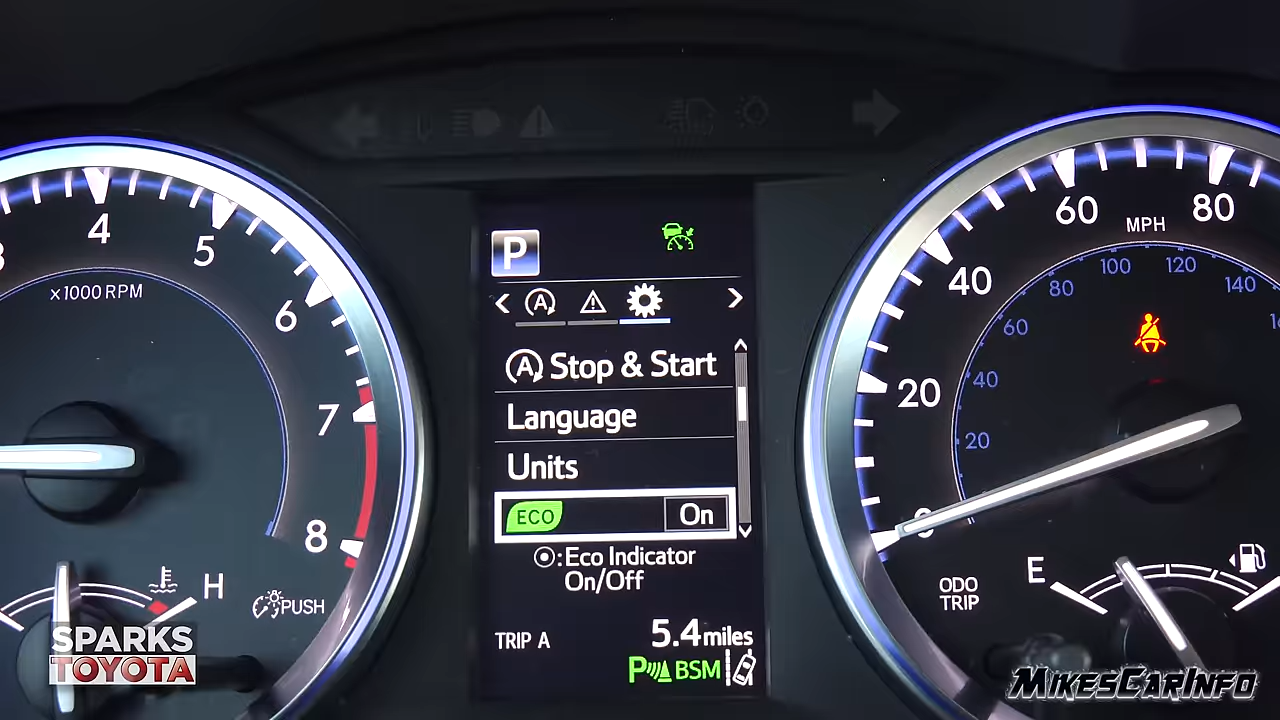 4
5
6
7
8
x1000 RPM
H
PUSH
P
A
A Stop & Start
Language
Units
ECO On
: Eco Indicator
On/Off
TRIP A 5.4 miles
P BSM
0
20
40
60
80
MPH
20
40
60
80
100
120
140
ODO
TRIP
E
SPARKS
TOYOTA
MIKESCARINFO